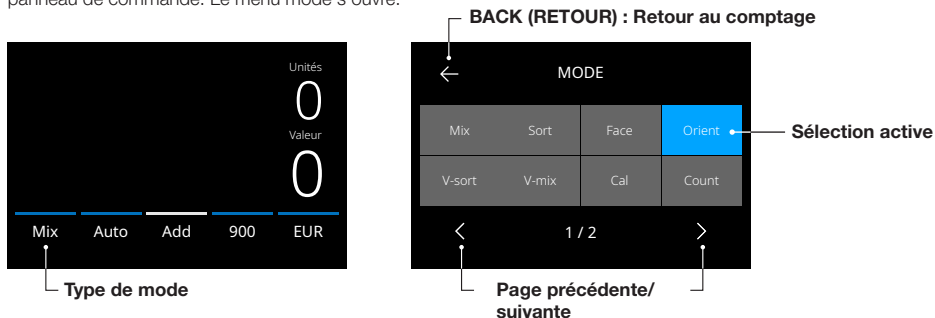 panneau de commande. Le menu mode s'ouvre.
BACK (RETOUR) : Retour au comptage
Unités
0
Valeur
0
Mix Auto Add 900 EUR
Type de mode
MODE
Mix Sort Face Orient
V-sort V-mix Cal Count
1 / 2
Sélection active
Page précédente/
suivante